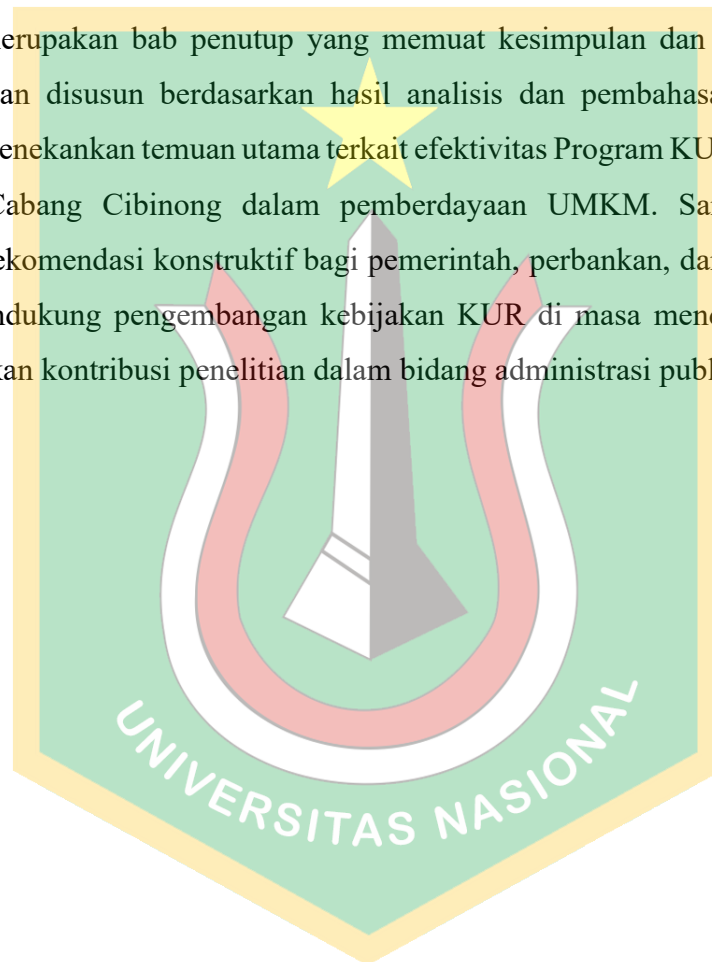 erupakan bab penutup yang memuat kesimpulan dan
an disusun berdasarkan hasil analisis dan pembahasa
enekankan temuan utama terkait efektivitas Program KU
Cabang Cibinong dalam pemberdayaan UMKM. Sa
ekomendasi konstruktif bagi pemerintah, perbankan, da
ndukung pengembangan kebijakan KUR di masa mend
kan kontribusi penelitian dalam bidang administrasi publ
UNIVERSITAS NASIONAL